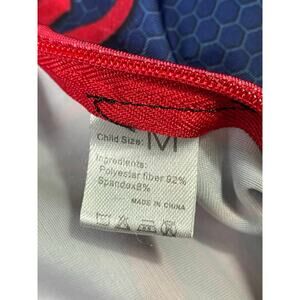 Child Size: M
Ingredients:
Polyester fiber 92%
Spandex8%
MADE IN CHINA